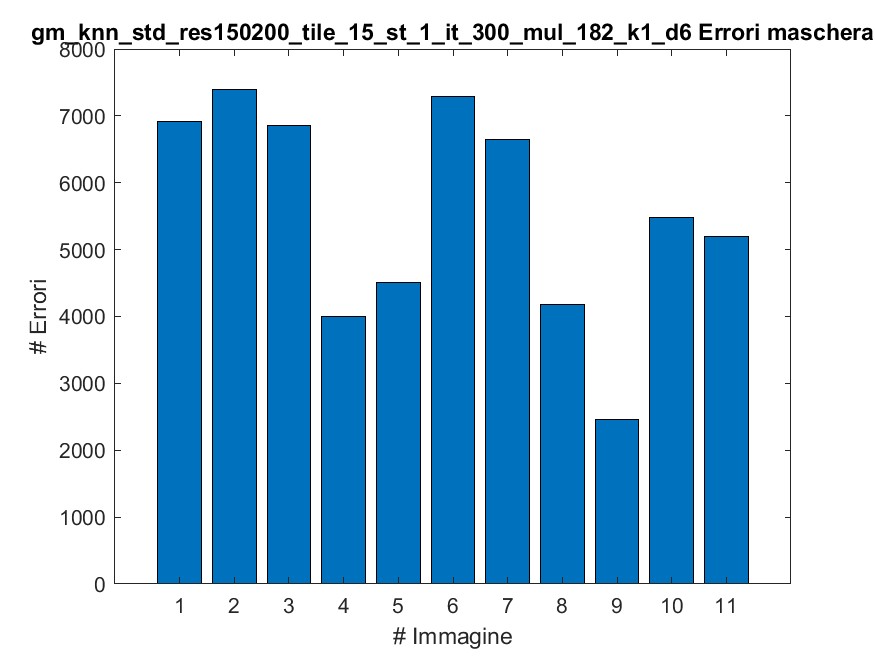 gm_knn_std_res150200_tile_15_st_1_it_300_mul_182_k1_d6 Errori maschera
8000
7000
6000
5000
4000
3000
2000
1000
0
# Errori
1 2 3 4 5 6 7 8 9 10 11
# Immagine